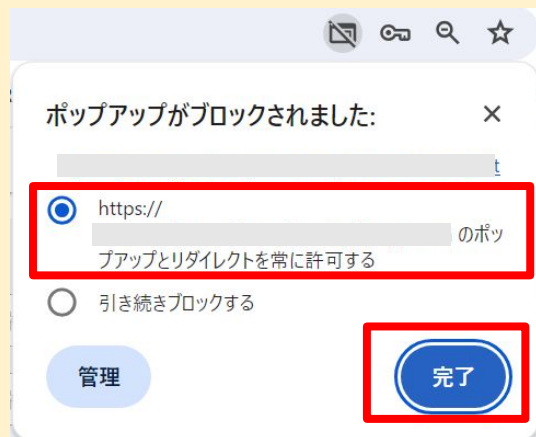 ポップアップがブロックされました:
t
https://
のポッ
プアップとリダイレクトを常に許可する
引き続きブロックする
管理
完了